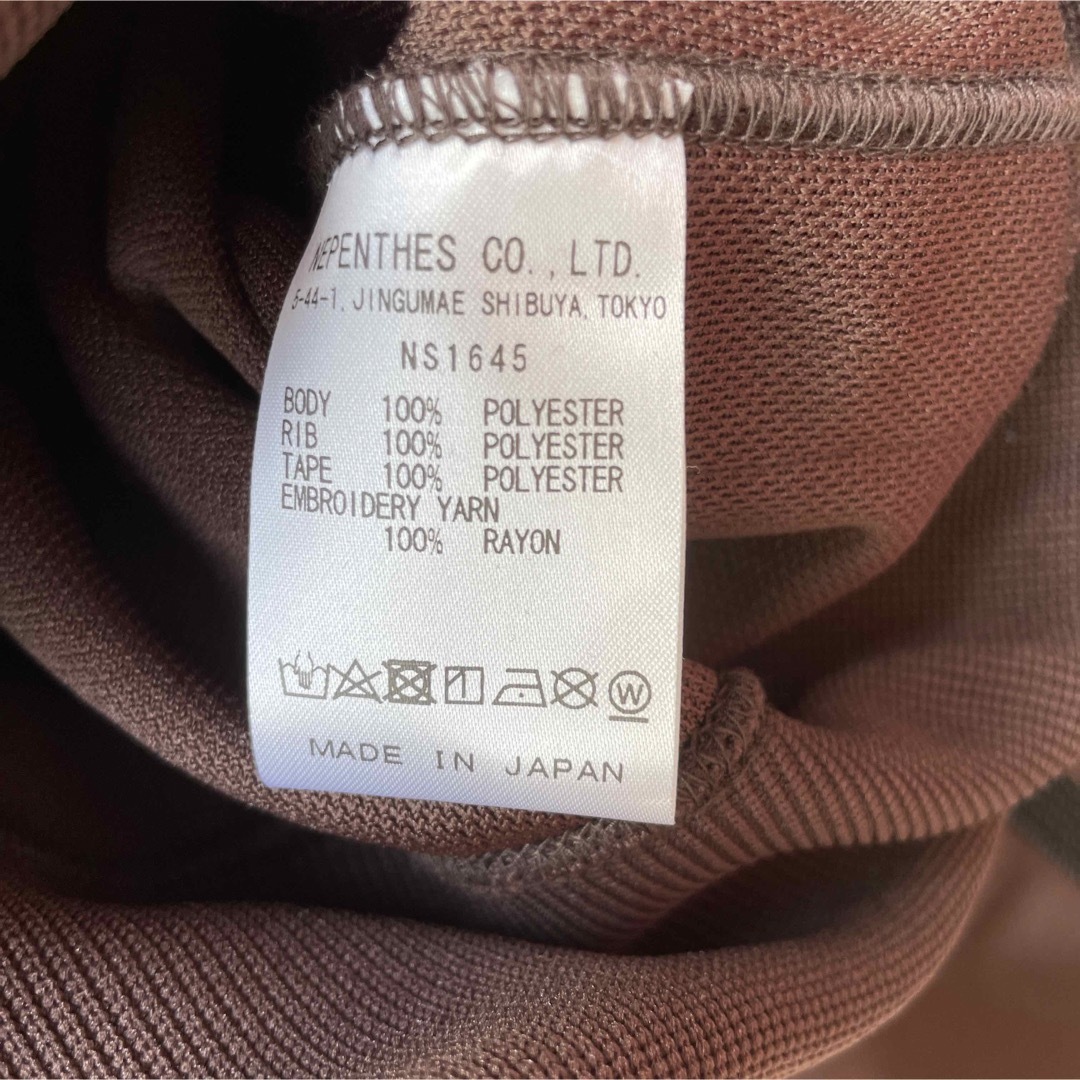 NEPENTHES CO., LTD.
5-44-1, JINGUMAE SHIBUYA, TOKYO
NS1645
BODY 100% POLYESTER
RIB 100% POLYESTER
TAPE 100% POLYESTER
EMBROIDERY YARN
100% RAYON
W
MADE IN JAPAN